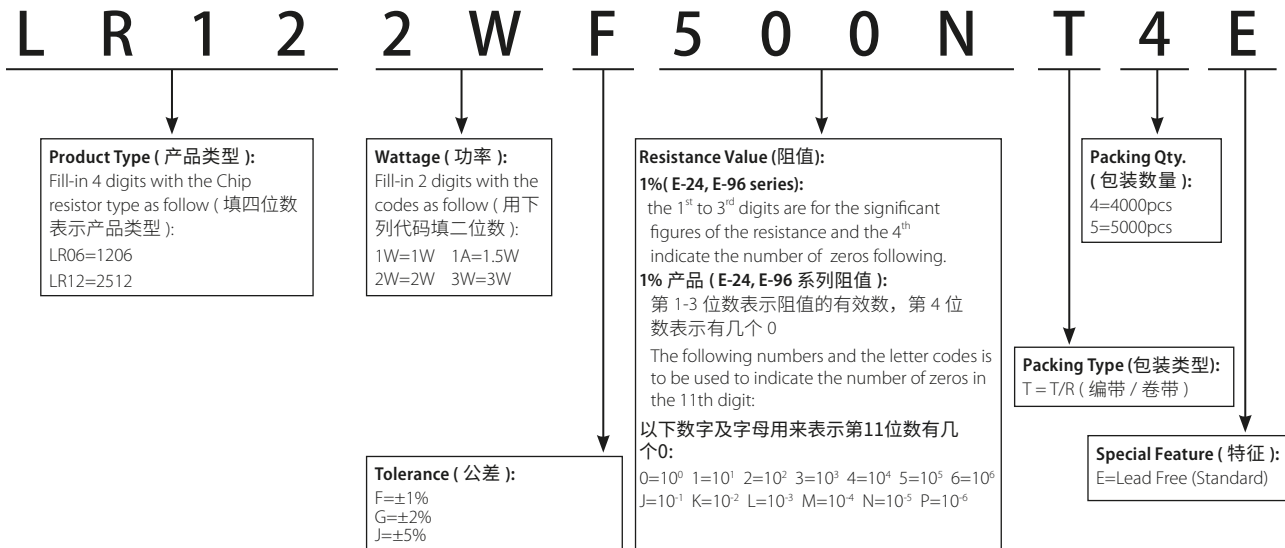 L R 1 2 2 W F 5 0 0 N T 4 E
Product Type ( 产品类型 ):
Fill-in 4 digits with the Chip
resistor type as follow ( 填四位数
表示产品类型 ):
LR06=1206
LR12=2512
Wattage ( 功率 ):
Fill-in 2 digits with the
codes as follow ( 用下
列代码填二位数 ):
1W=1W 1A=1.5W
2W=2W 3W=3W
Tolerance ( 公差 ):
F=±1%
G=±2%
J=±5%
Resistance Value (阻值):
1%( E-24, E-96 series):
the 1st to 3rd digits are for the significant
figures of the resistance and the 4th
indicate the number of zeros following.
1% 产品 ( E-24, E-96 系列阻值 ):
第 1-3 位数表示阻值的有效数，第 4 位
数表示有几个 0
The following numbers and the letter codes is
to be used to indicate the number of zeros in
the 11th digit:
以下数字及字母用来表示第11位数有几
个0:
0=10⁰ 1=10¹ 2=10² 3=10³ 4=10⁴ 5=10⁵ 6=10⁶
J=10⁻¹ K=10⁻² L=10⁻³ M=10⁻⁴ N=10⁻⁵ P=10⁻⁶
Packing Type (包装类型):
T = T/R ( 编带 / 卷带 )
Packing Qty.
( 包装数量 ):
4=4000pcs
5=5000pcs
Special Feature ( 特征 ):
E=Lead Free (Standard)